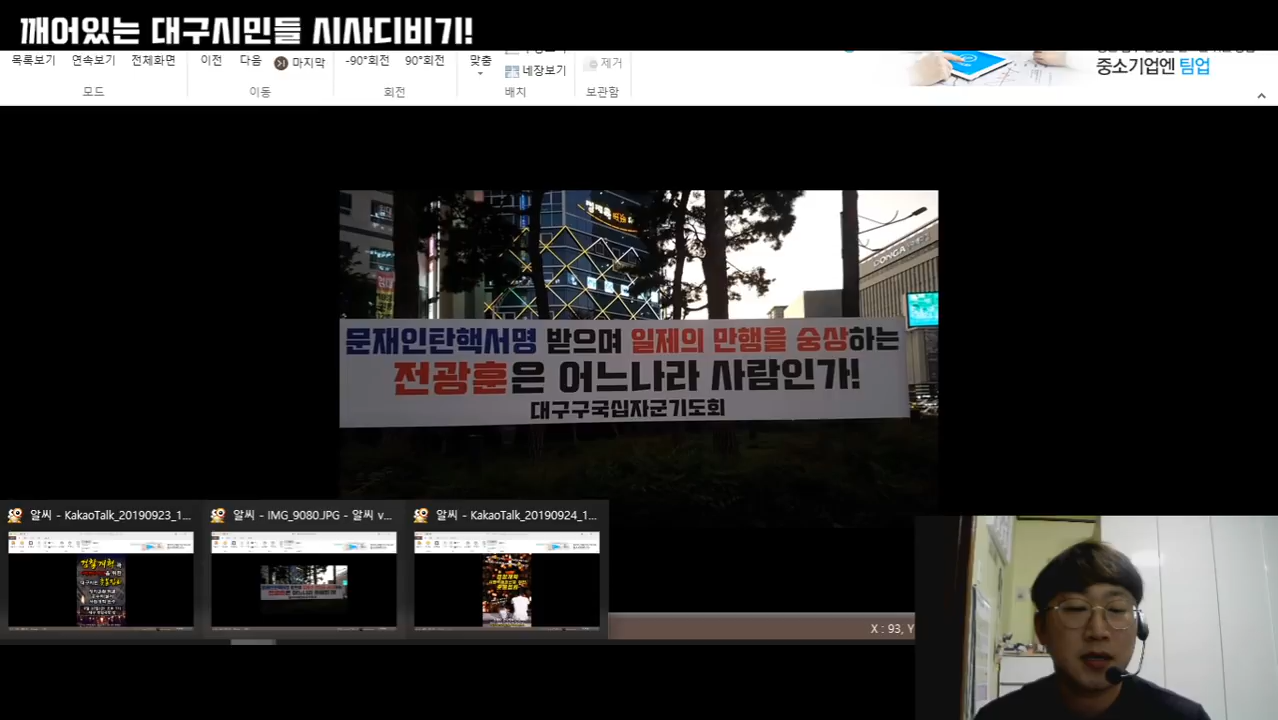 깨어있는 대구시민들 시사디비기!
목록보기 연속보기 전체화면 이전 다음 마지막 -90°회전 90°회전 맞춤 네장보기 제거
모드 이동 회전 배치 보관함
중소기업엔 팀업
DONGA
문재인탄핵서명 받으며 일제의 만행을 숭상하는
전광훈은 어느나라 사람인가!
대구구국십자군기도회
알씨 - KakaoTalk_20190923_1...
알씨 - IMG_9080.JPG - 알씨 v...
알씨 - KakaoTalk_20190924_1...
검찰개혁
X : 93, Y